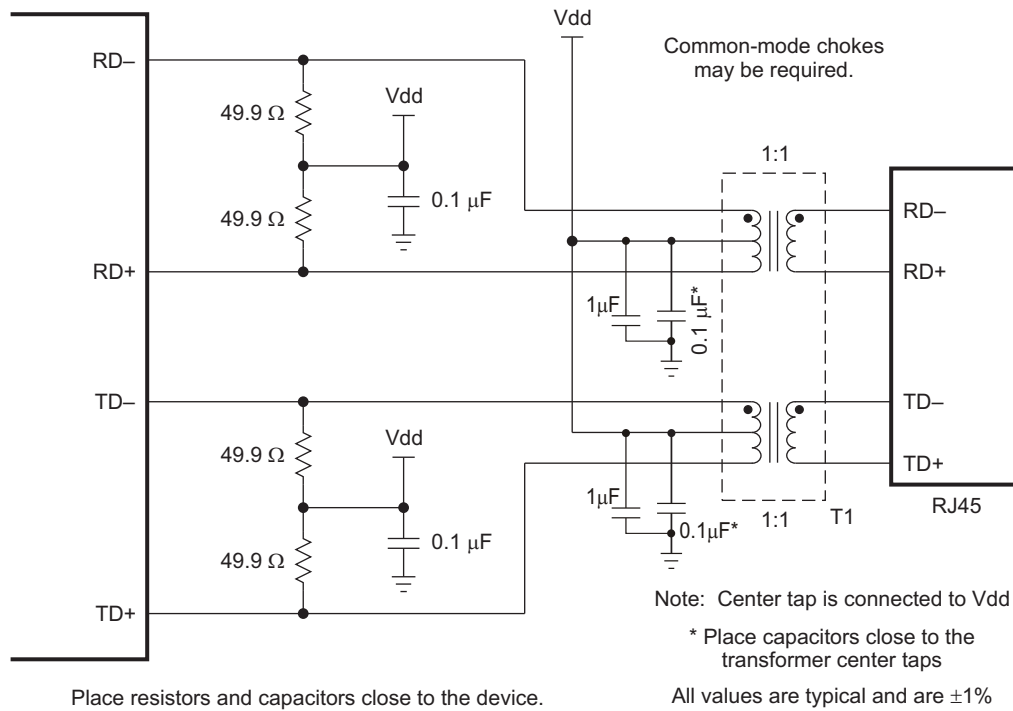 Vdd
Common-mode chokes
may be required.
RD–
49.9 Ω
Vdd
0.1 μF
49.9 Ω
RD+
1:1
RD–
RD+
1μF
0.1 μF*
TD–
49.9 Ω
Vdd
0.1 μF
49.9 Ω
TD+
1μF
0.1μF*
1:1
T1
TD–
TD+
RJ45
Note: Center tap is connected to Vdd
* Place capacitors close to the
transformer center taps
Place resistors and capacitors close to the device.
All values are typical and are ±1%